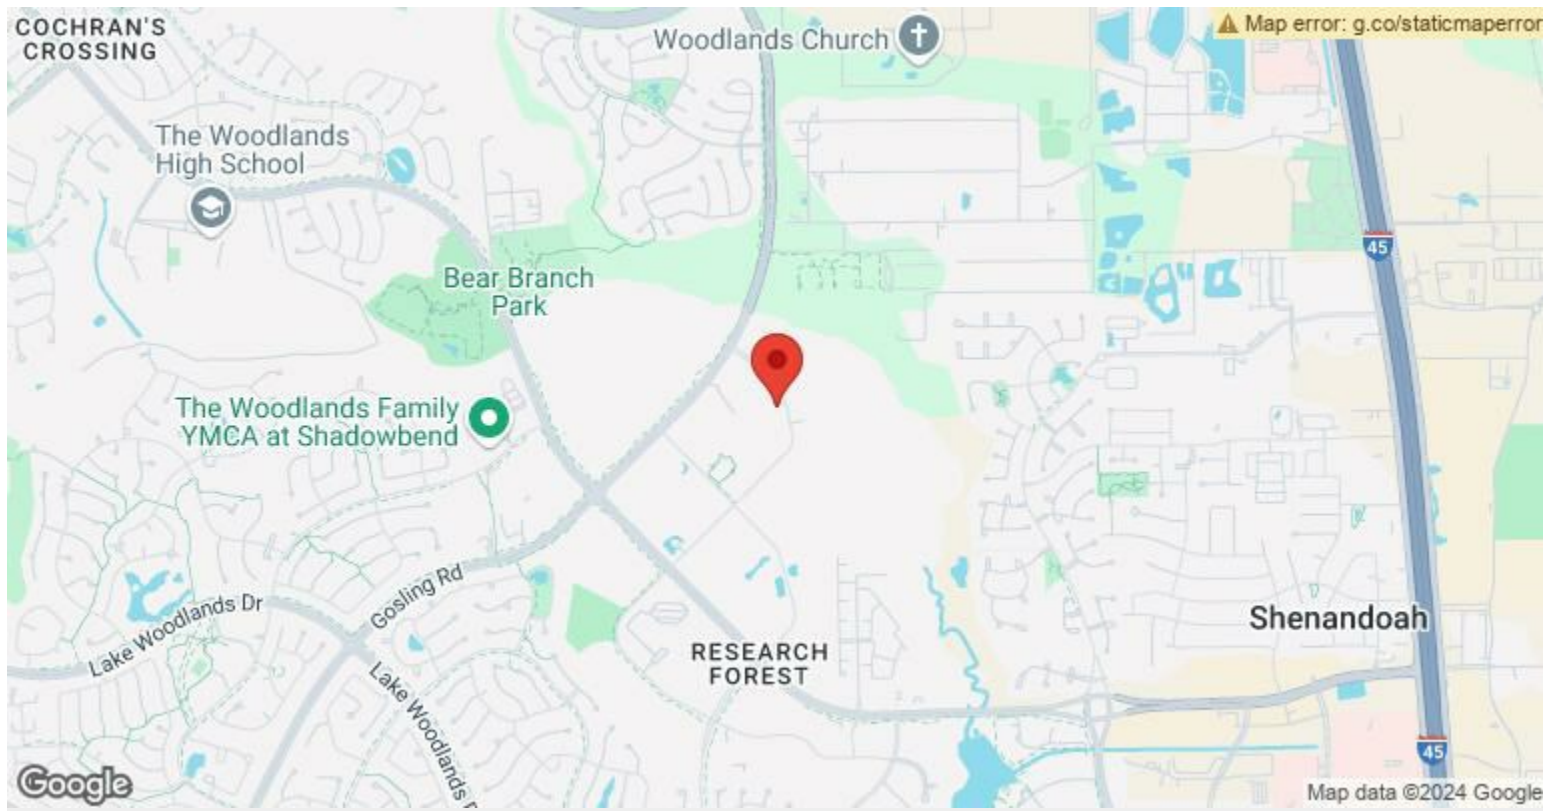 COCHRAN'S
CROSSING
Woodlands Church
Map error: g.co/staticmaperror
The Woodlands
High School
45
Bear Branch
Park
The Woodlands Family
YMCA at Shadowbend
Gosling Rd
Lake Woodlands Dr
Shenandoah
RESEARCH
FOREST
Lake Woodlands D
45
Google
Map data ©2024 Google